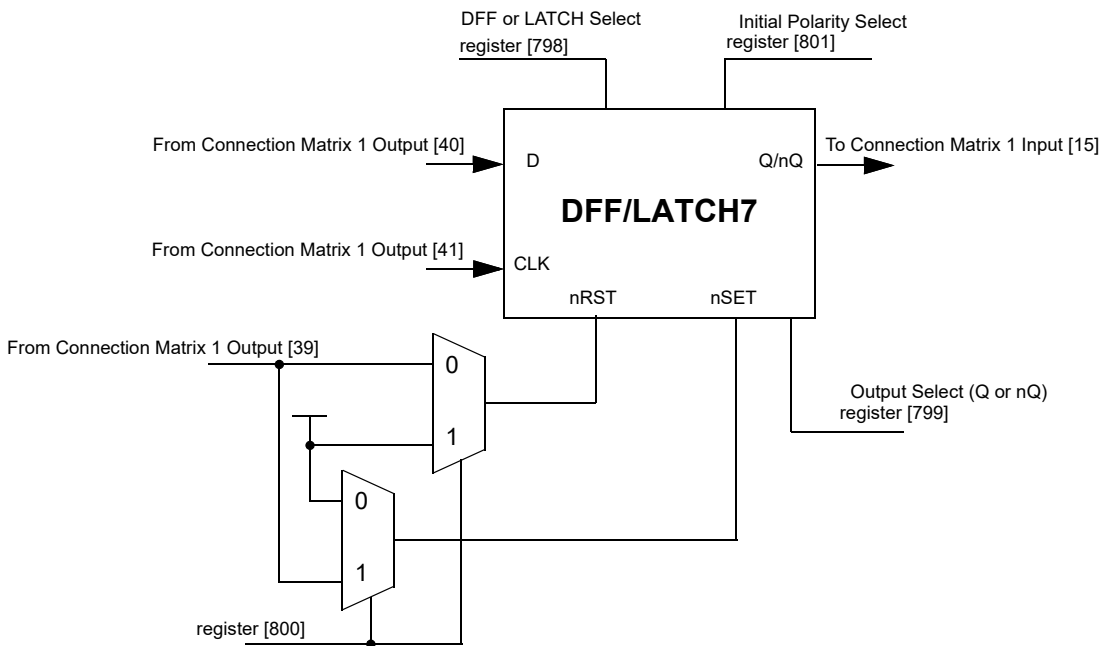 DFF or LATCH Select
register [798]
Initial Polarity Select
register [801]
From Connection Matrix 1 Output [40]
D
Q/nQ
To Connection Matrix 1 Input [15]
DFF/LATCH7
From Connection Matrix 1 Output [41]
CLK
nRST
nSET
From Connection Matrix 1 Output [39]
0
1
Output Select (Q or nQ)
register [799]
0
1
register [800]